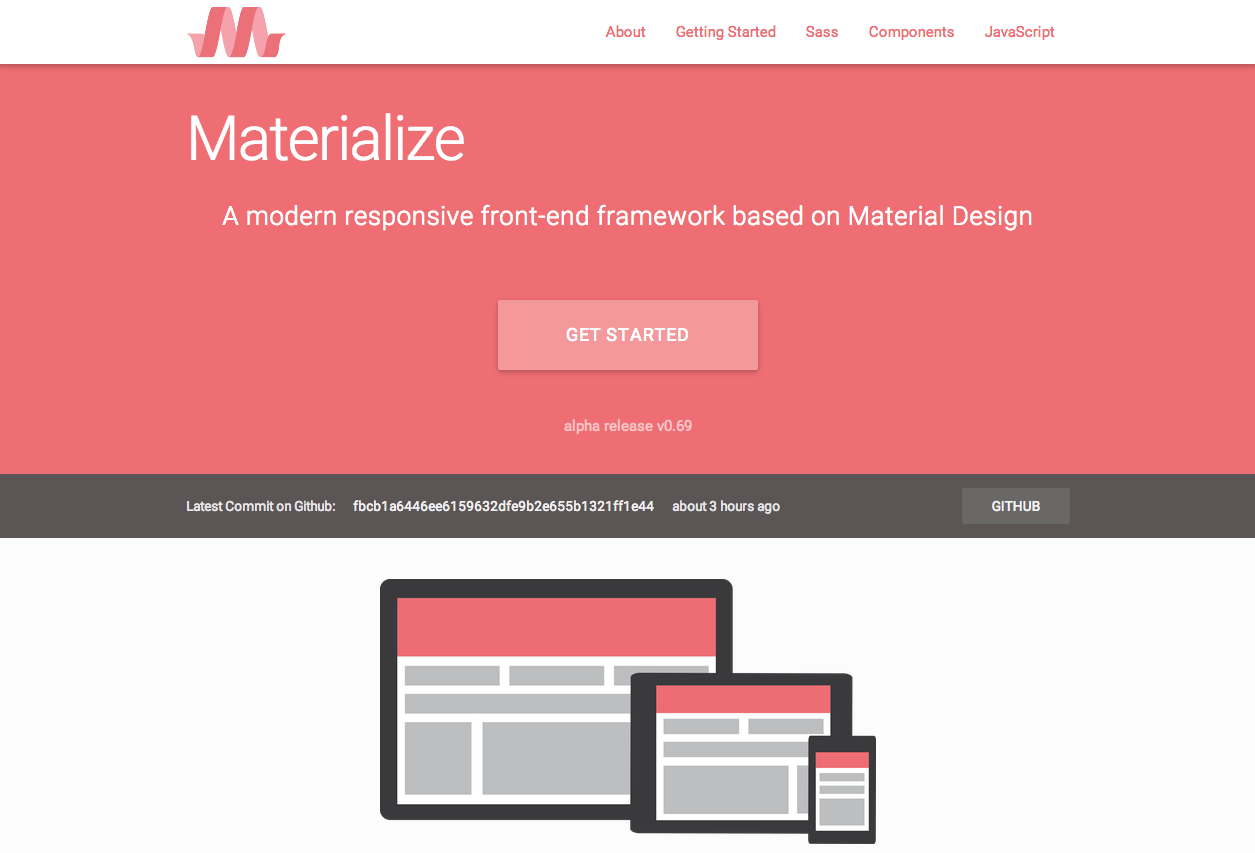 About Getting Started Sass Components JavaScript
Materialize
A modern responsive front-end framework based on Material Design
GET STARTED
alpha release v0.69
Latest Commit on Github: fbcb1a6446ee6159632dfe9b2e655b1321ff1e44 about 3 hours ago GITHUB